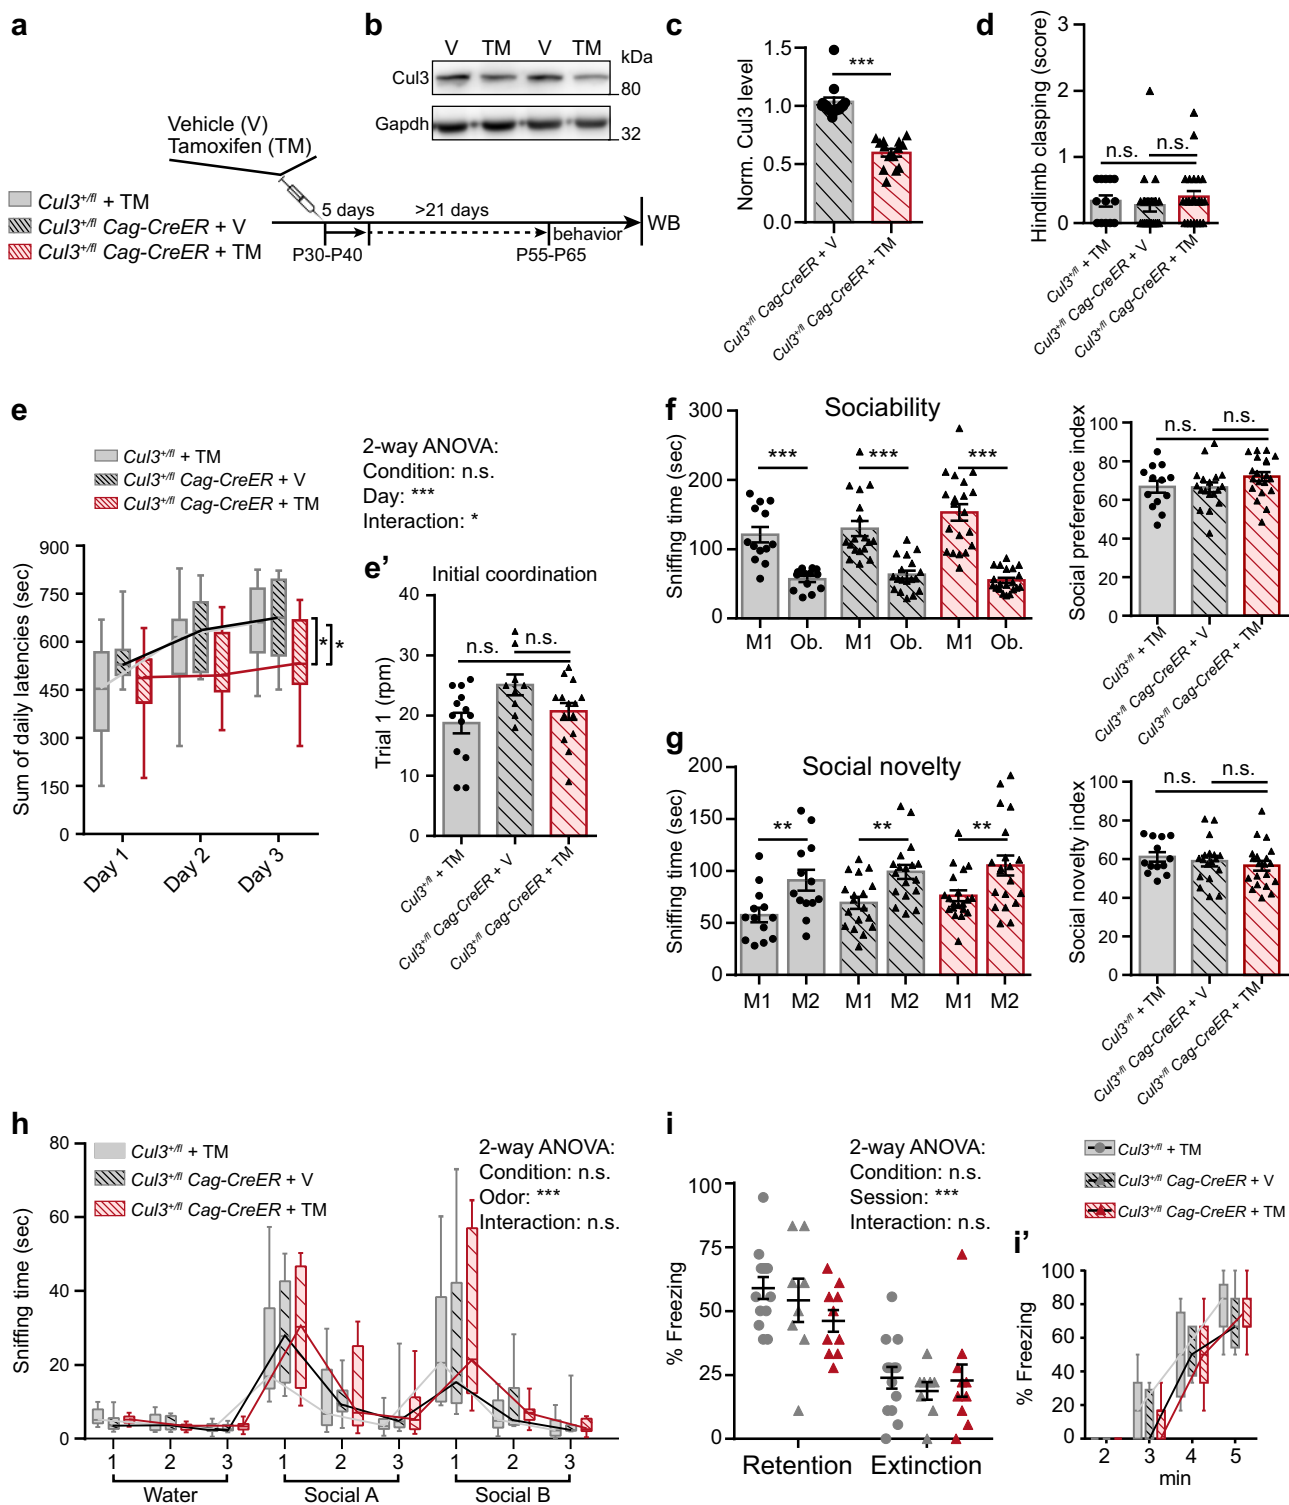 a
Vehicle (V)
Tamoxifen (TM)
Cul3+/fl + TM
Cul3+/fl Cag-CreER + V
Cul3+/fl Cag-CreER + TM
5 days
>21 days
behavior
WB
P30-P40
P55-P65
b
V TM V TM
kDa
Cul3
80
Gapdh
32
c
Norm. Cul3 level
1.5
1.0
0.5
0.0
***
Cul3+/fl Cag-CreER + V
Cul3+/fl Cag-CreER + TM
d
Hindlimb clasping (score)
3
2
1
0
n.s.
n.s.
Cul3+/fl + TM
Cul3+/fl Cag-CreER + V
Cul3+/fl Cag-CreER + TM
e
Cul3+/fl + TM
Cul3+/fl Cag-CreER + V
Cul3+/fl Cag-CreER + TM
2-way ANOVA:
Condition: n.s.
Day: ***
Interaction: *
Sum of daily latencies (sec)
900
750
600
450
300
150
0
* *
Day 1
Day 2
Day 3
e'
Initial coordination
Trial 1 (rpm)
40
30
20
10
0
n.s.
n.s.
Cul3+/fl + TM
Cul3+/fl Cag-CreER + V
Cul3+/fl Cag-CreER + TM
f
Sociability
Sniffing time (sec)
300
200
100
0
*** *** ***
M1 Ob. M1 Ob. M1 Ob.
Social preference index
100
80
60
40
20
0
n.s.
n.s.
Cul3+/fl + TM
Cul3+/fl Cag-CreER + V
Cul3+/fl Cag-CreER + TM
g
Social novelty
Sniffing time (sec)
200
150
100
50
0
** ** **
M1 M2 M1 M2 M1 M2
Social novelty index
100
80
60
40
20
0
n.s.
n.s.
Cul3+/fl + TM
Cul3+/fl Cag-CreER + V
Cul3+/fl Cag-CreER + TM
h
Cul3+/fl + TM
Cul3+/fl Cag-CreER + V
Cul3+/fl Cag-CreER + TM
2-way ANOVA:
Condition: n.s.
Odor: ***
Interaction: n.s.
Sniffing time (sec)
80
60
40
20
0
1 2 3 1 2 3 1 2 3
Water Social A Social B
i
2-way ANOVA:
Condition: n.s.
Session: ***
Interaction: n.s.
% Freezing
100
75
50
25
0
Retention Extinction
Cul3+/fl + TM
Cul3+/fl Cag-CreER + V
Cul3+/fl Cag-CreER + TM
i'
% Freezing
100
80
60
40
20
0
2 3 4 5
min